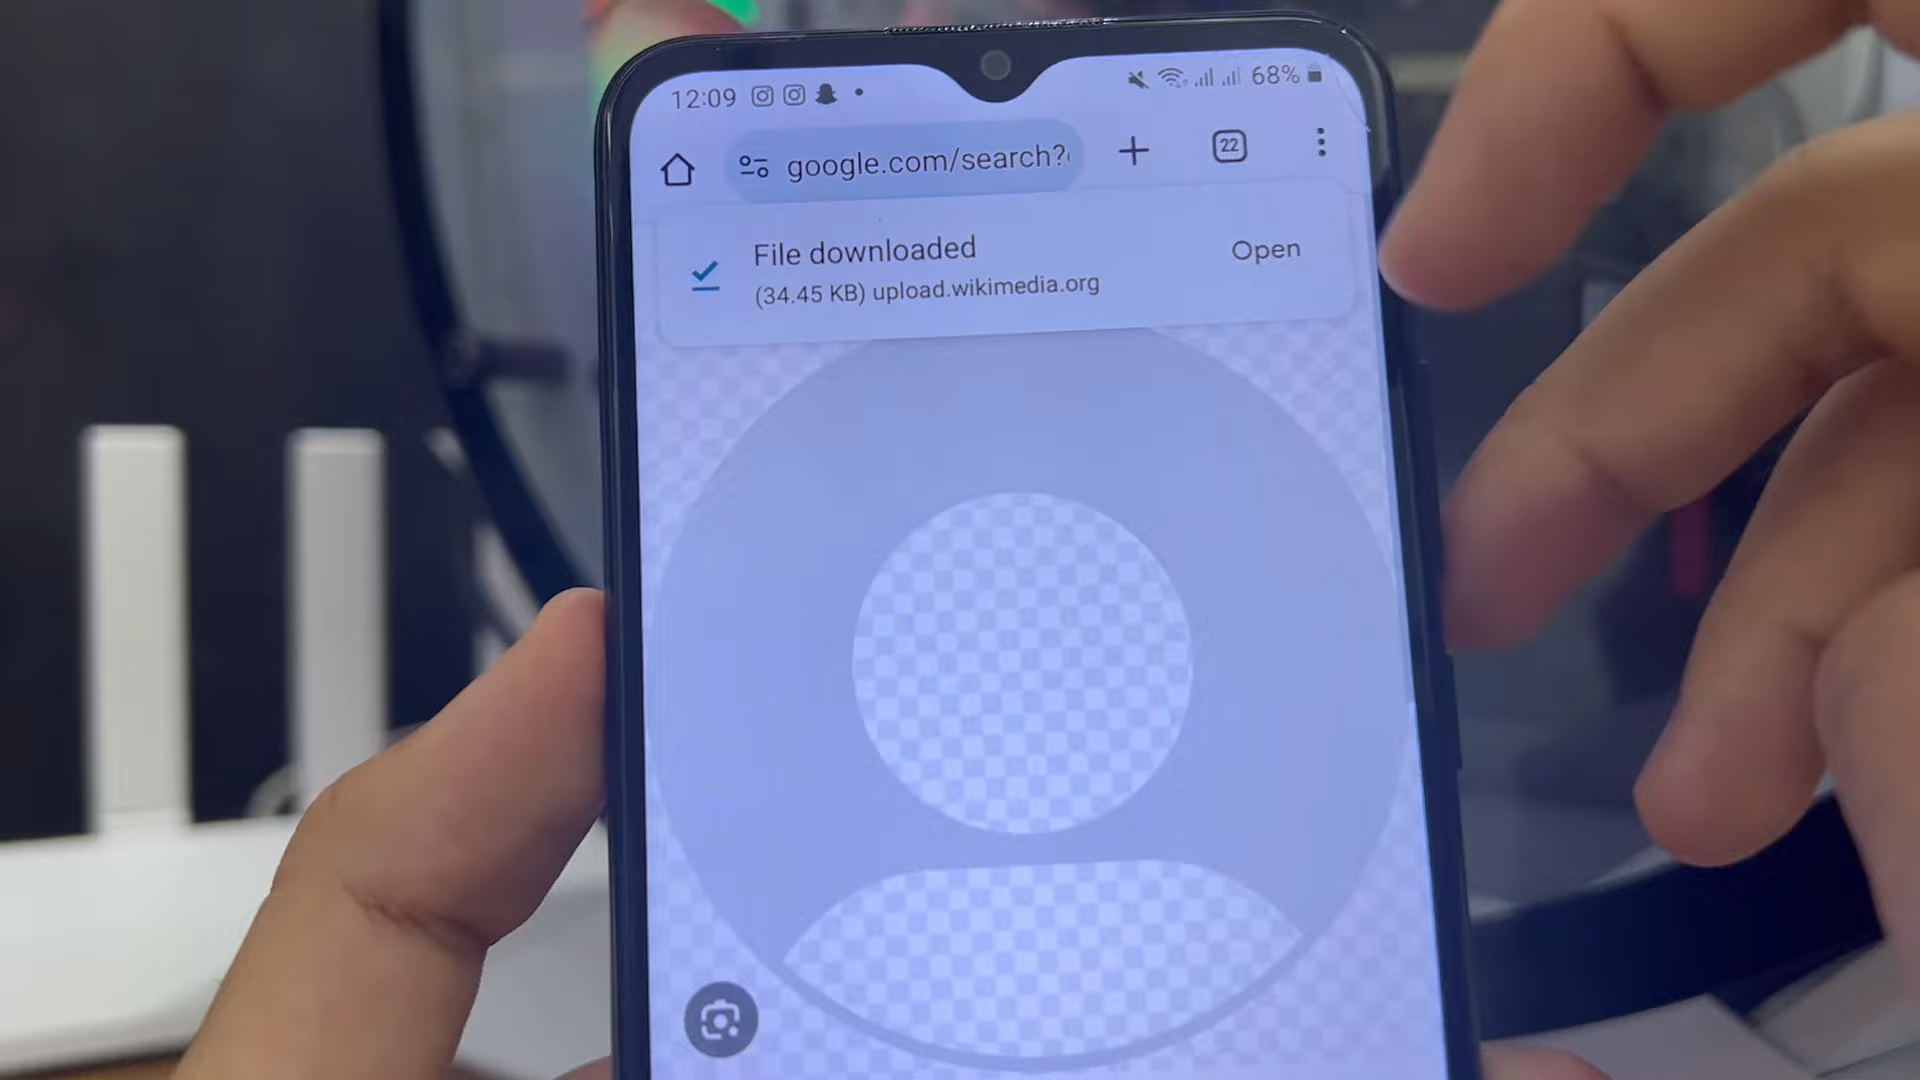 12:09 68%
google.com/search? 22
File downloaded
Open
(34.45 KB) upload.wikimedia.org